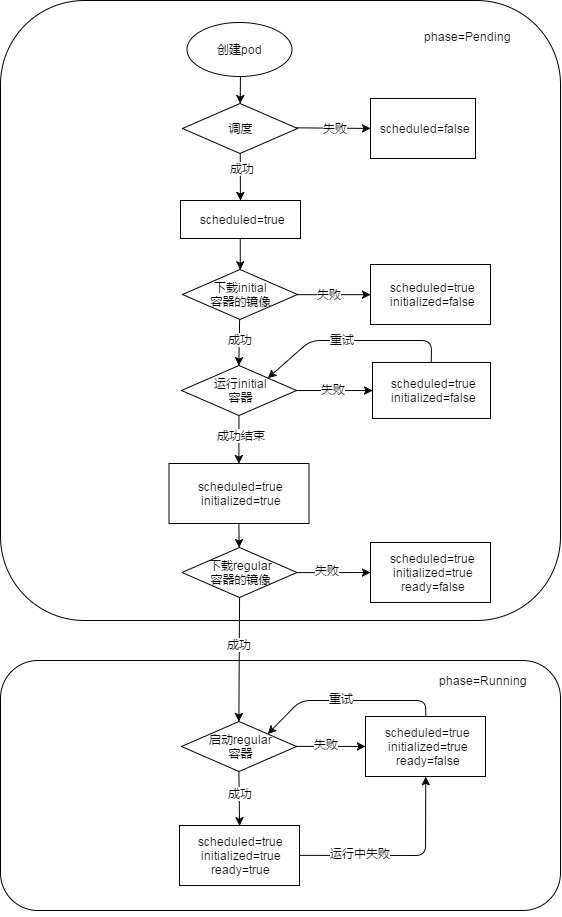 phase=Pending
创建pod
调度
失败
scheduled=false
成功
scheduled=true
下载initial
容器的镜像
失败
scheduled=true
initialized=false
成功
重试
运行initial
容器
失败
scheduled=true
initialized=false
成功结束
scheduled=true
initialized=true
下载regular
容器的镜像
失败
scheduled=true
initialized=true
ready=false
成功
phase=Running
重试
启动regular
容器
失败
scheduled=true
initialized=true
ready=false
成功
scheduled=true
initialized=true
ready=true
运行中失败